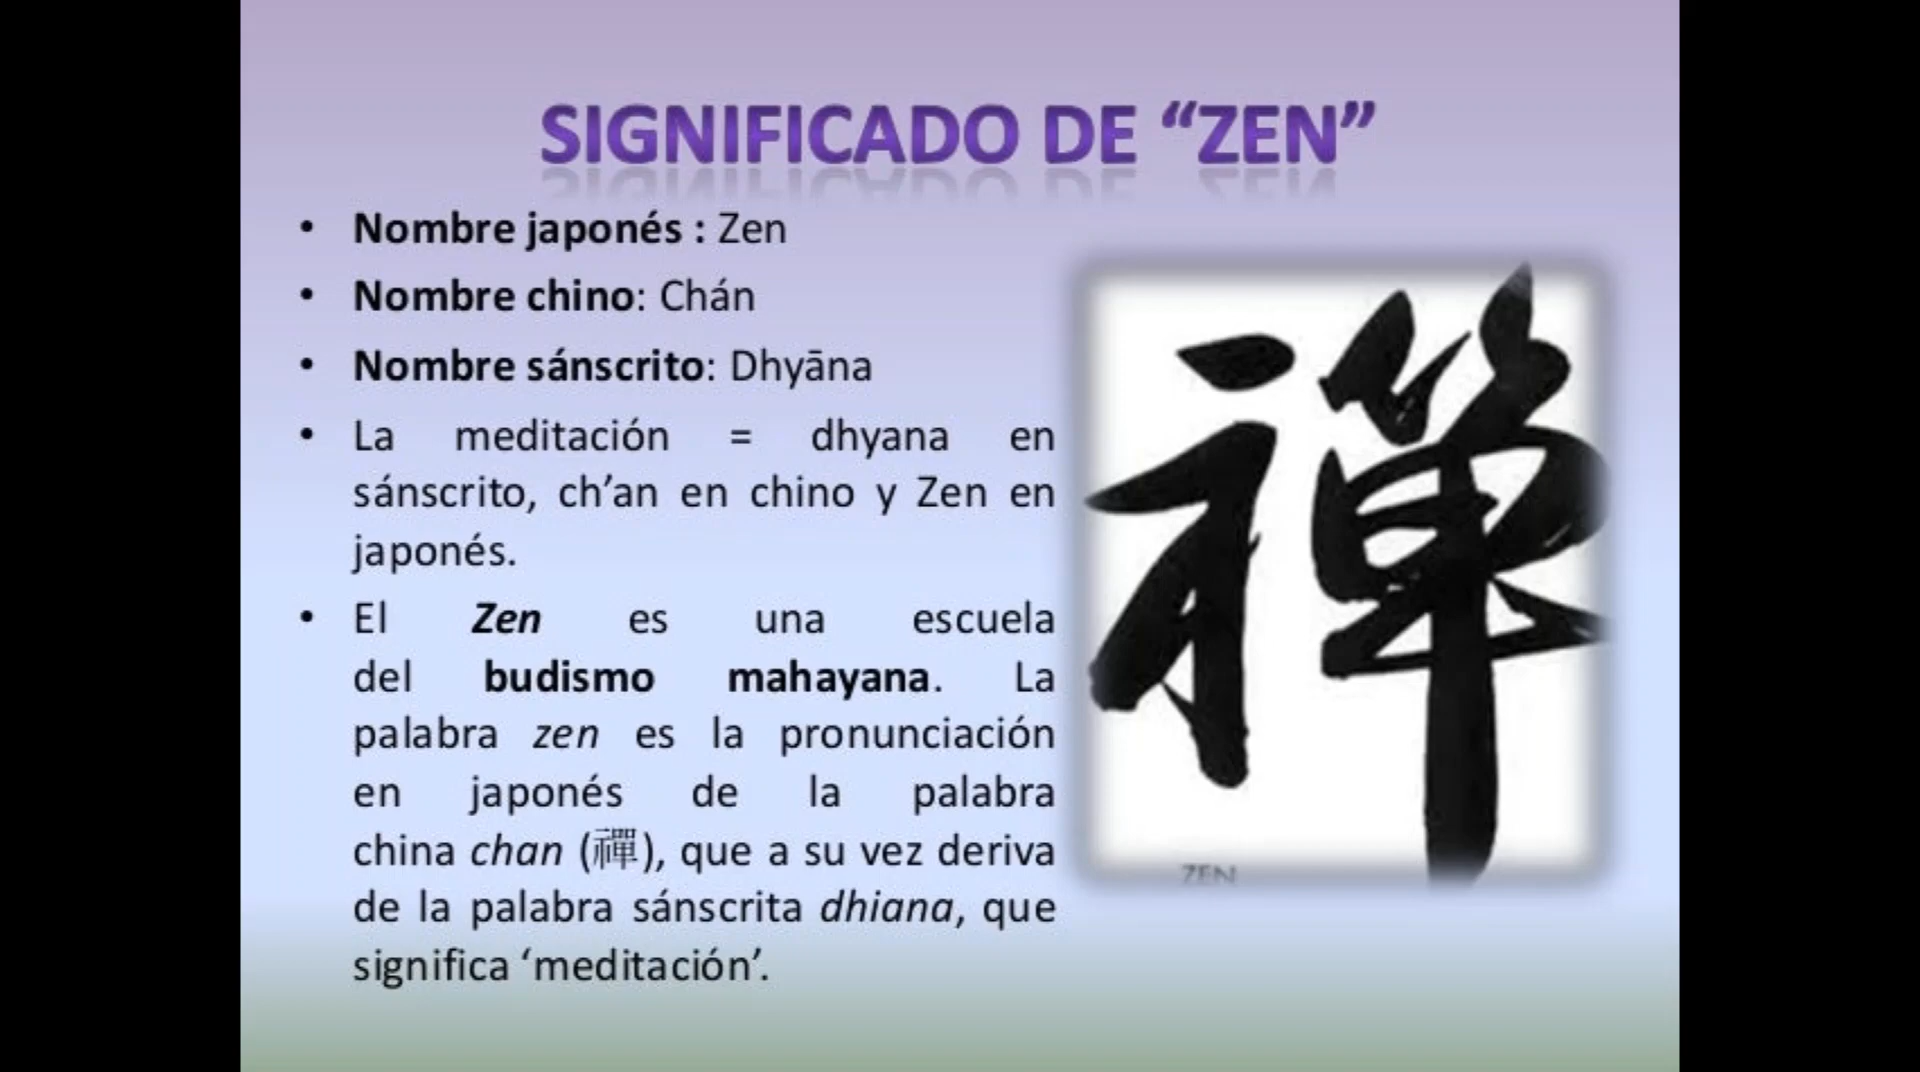 SIGNIFICADO DE “ZEN”
• Nombre japonés : Zen
• Nombre chino: Chán
• Nombre sánscrito: Dhyāna
• La meditación = dhyana en
sánscrito, ch’an en chino y Zen en
japonés.
• El Zen es una escuela
del budismo mahayana. La
palabra zen es la pronunciación
en japonés de la palabra
china chan (禪), que a su vez deriva
de la palabra sánscrita dhiana, que
significa ‘meditación’.
禪
ZEN